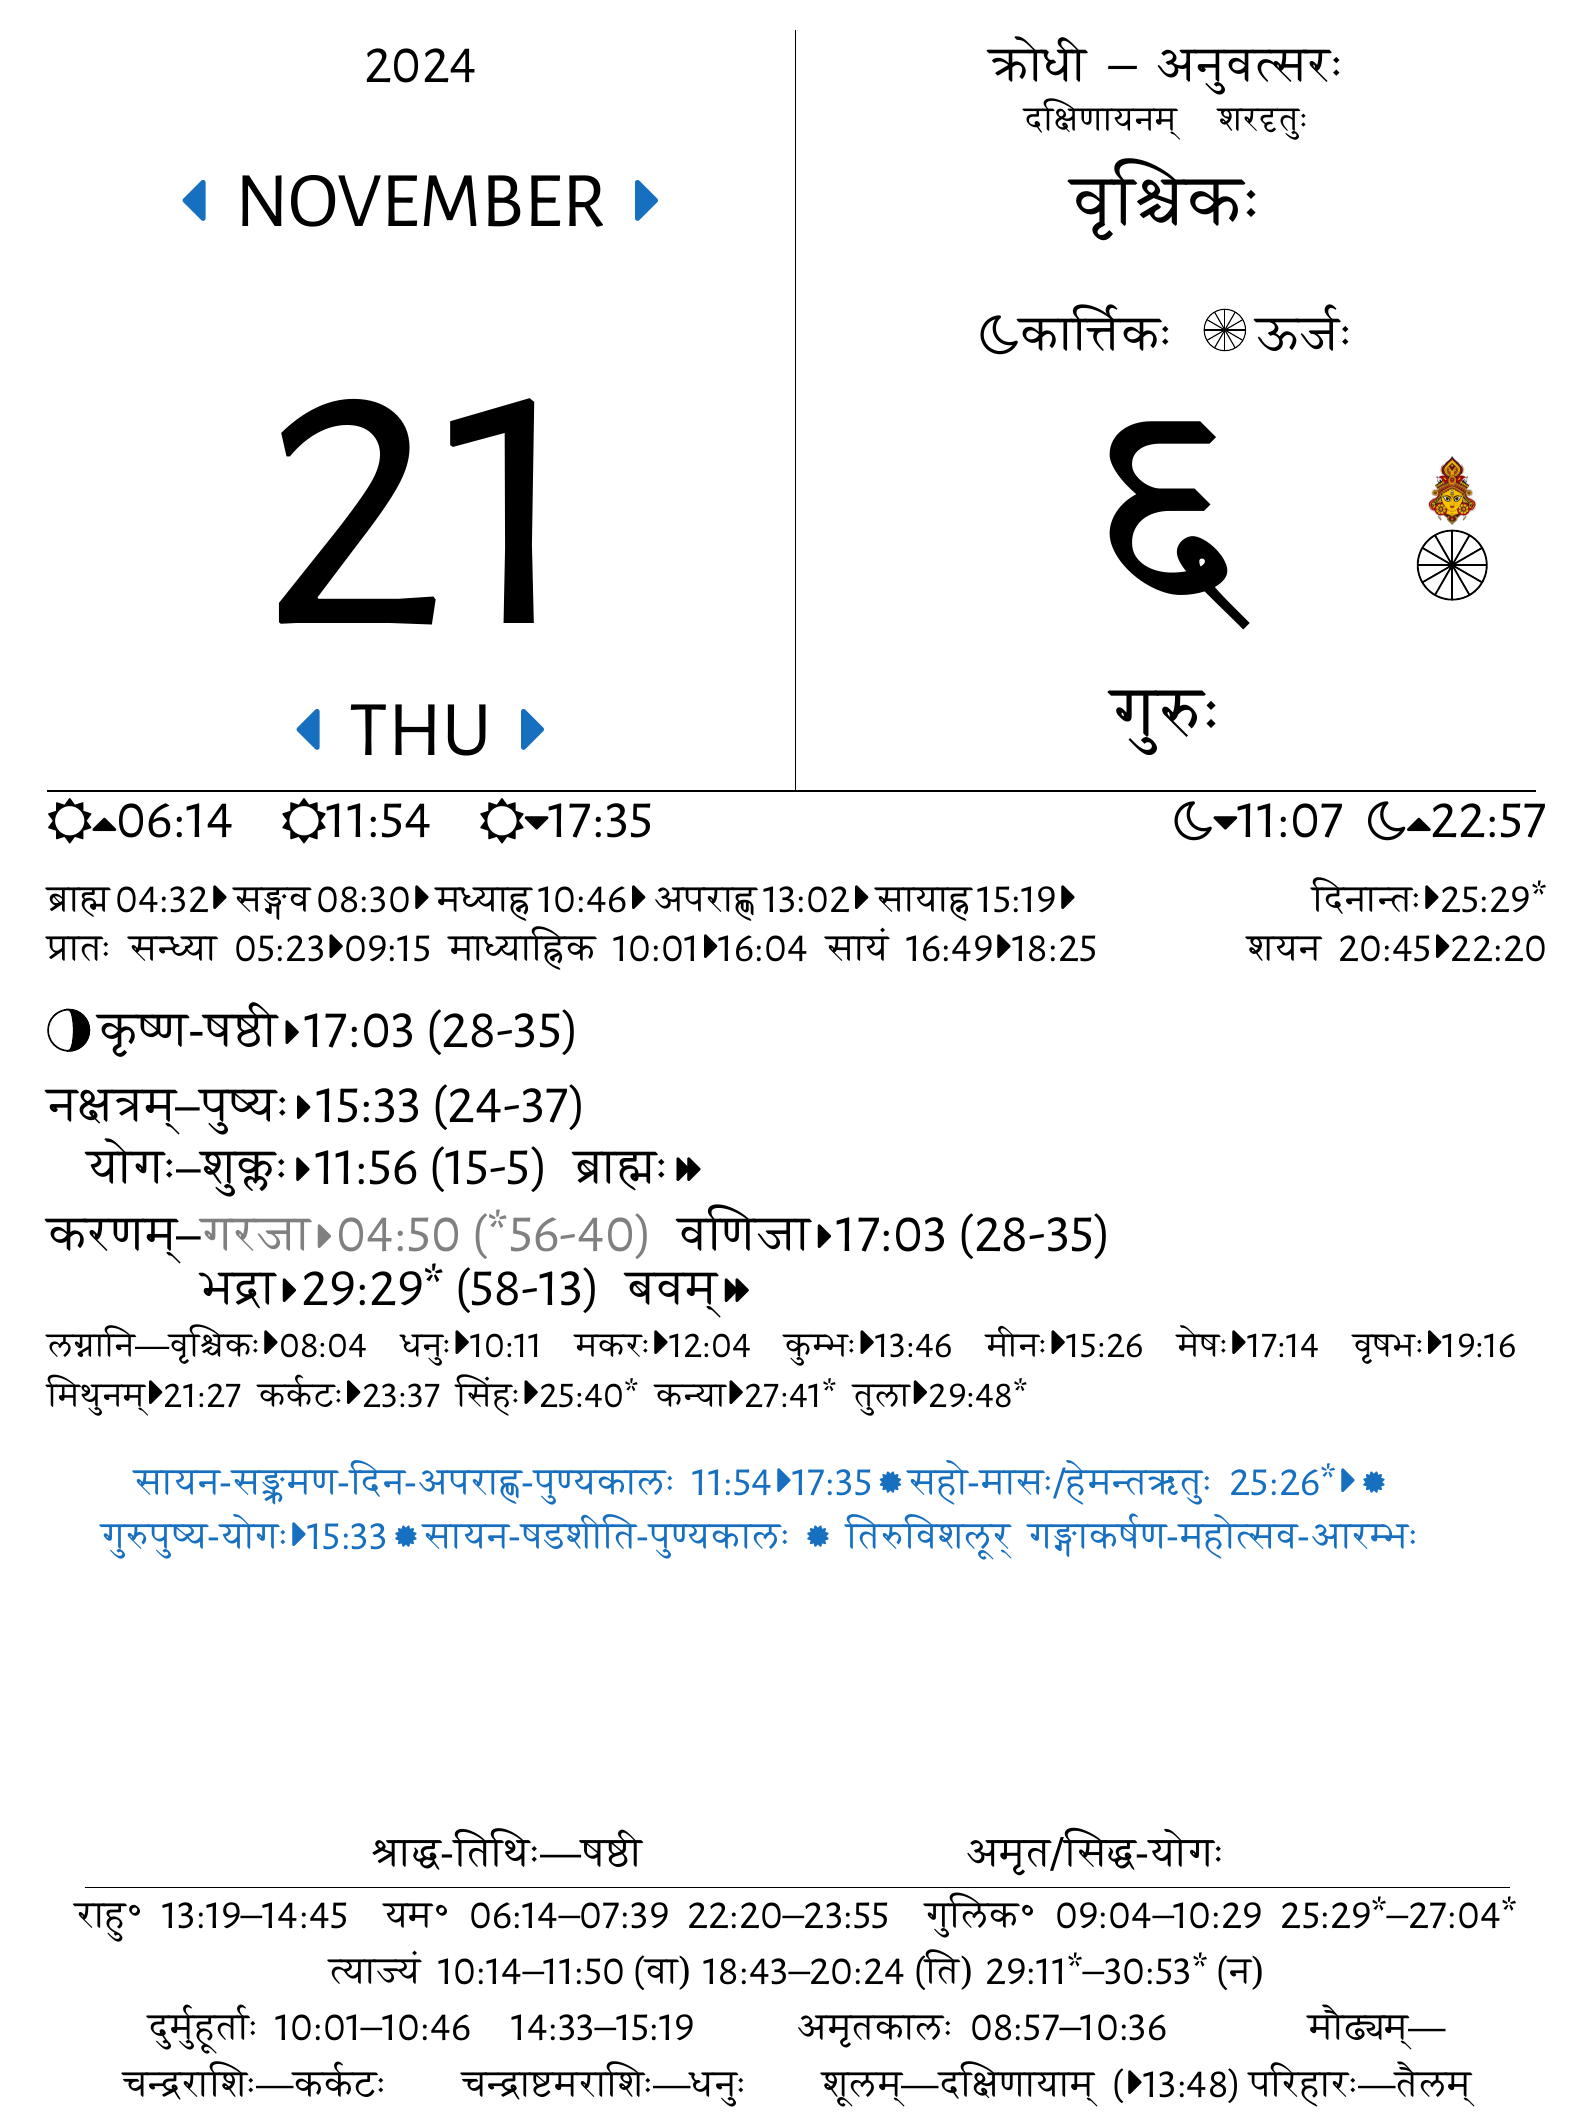 2024
NOVEMBER
21
THU
क्रोधी – अनुवत्सरः
दक्षिणायनम् शरदृतुः
वृश्चिकः
कार्त्तिकः ऊर्जः
६
गुरुः
06:14 11:54 17:35 11:07 22:57
ब्राह्म 04:32 सङ्गव 08:30 मध्याह्न 10:46 अपराह्ण 13:02 सायाह्न 15:19 दिनान्तः 25:29*
प्रातः सन्ध्या 05:23 09:15 माध्याह्निक 10:01 16:04 सायं 16:49 18:25 शयन 20:45 22:20
कृष्ण-षष्ठी 17:03 (28-35)
नक्षत्रम्–पुष्यः 15:33 (24-37)
योगः–शुक्लः 11:56 (15-5) ब्राह्मः
करणम्–गरजा 04:50 (*56-40) वणिजा 17:03 (28-35)
भद्रा 29:29* (58-13) बवम्
लग्नानि—वृश्चिकः 08:04 धनुः 10:11 मकरः 12:04 कुम्भः 13:46 मीनः 15:26 मेषः 17:14 वृषभः 19:16
मिथुनम् 21:27 कर्कटः 23:37 सिंहः 25:40* कन्या 27:41* तुला 29:48*
सायन-सङ्क्रमण-दिन-अपराह्ण-पुण्यकालः 11:54 17:35 सहो-मासः/हेमन्तऋतुः 25:26*
गुरुपुष्य-योगः 15:33 सायन-षडशीति-पुण्यकालः तिरुविशलूर् गङ्गाकर्षण-महोत्सव-आरम्भः
श्राद्ध-तिथिः—षष्ठी अमृत/सिद्ध-योगः
राहु॰ 13:19–14:45 यम॰ 06:14–07:39 22:20–23:55 गुलिक॰ 09:04–10:29 25:29*–27:04*
त्याज्यं 10:14–11:50 (वा) 18:43–20:24 (ति) 29:11*–30:53* (न)
दुर्मुहूर्ताः 10:01–10:46 14:33–15:19 अमृतकालः 08:57–10:36 मौढ्यम्—
चन्द्रराशिः—कर्कटः चन्द्राष्टमराशिः—धनुः शूलम्—दक्षिणायाम् (13:48) परिहारः—तैलम्